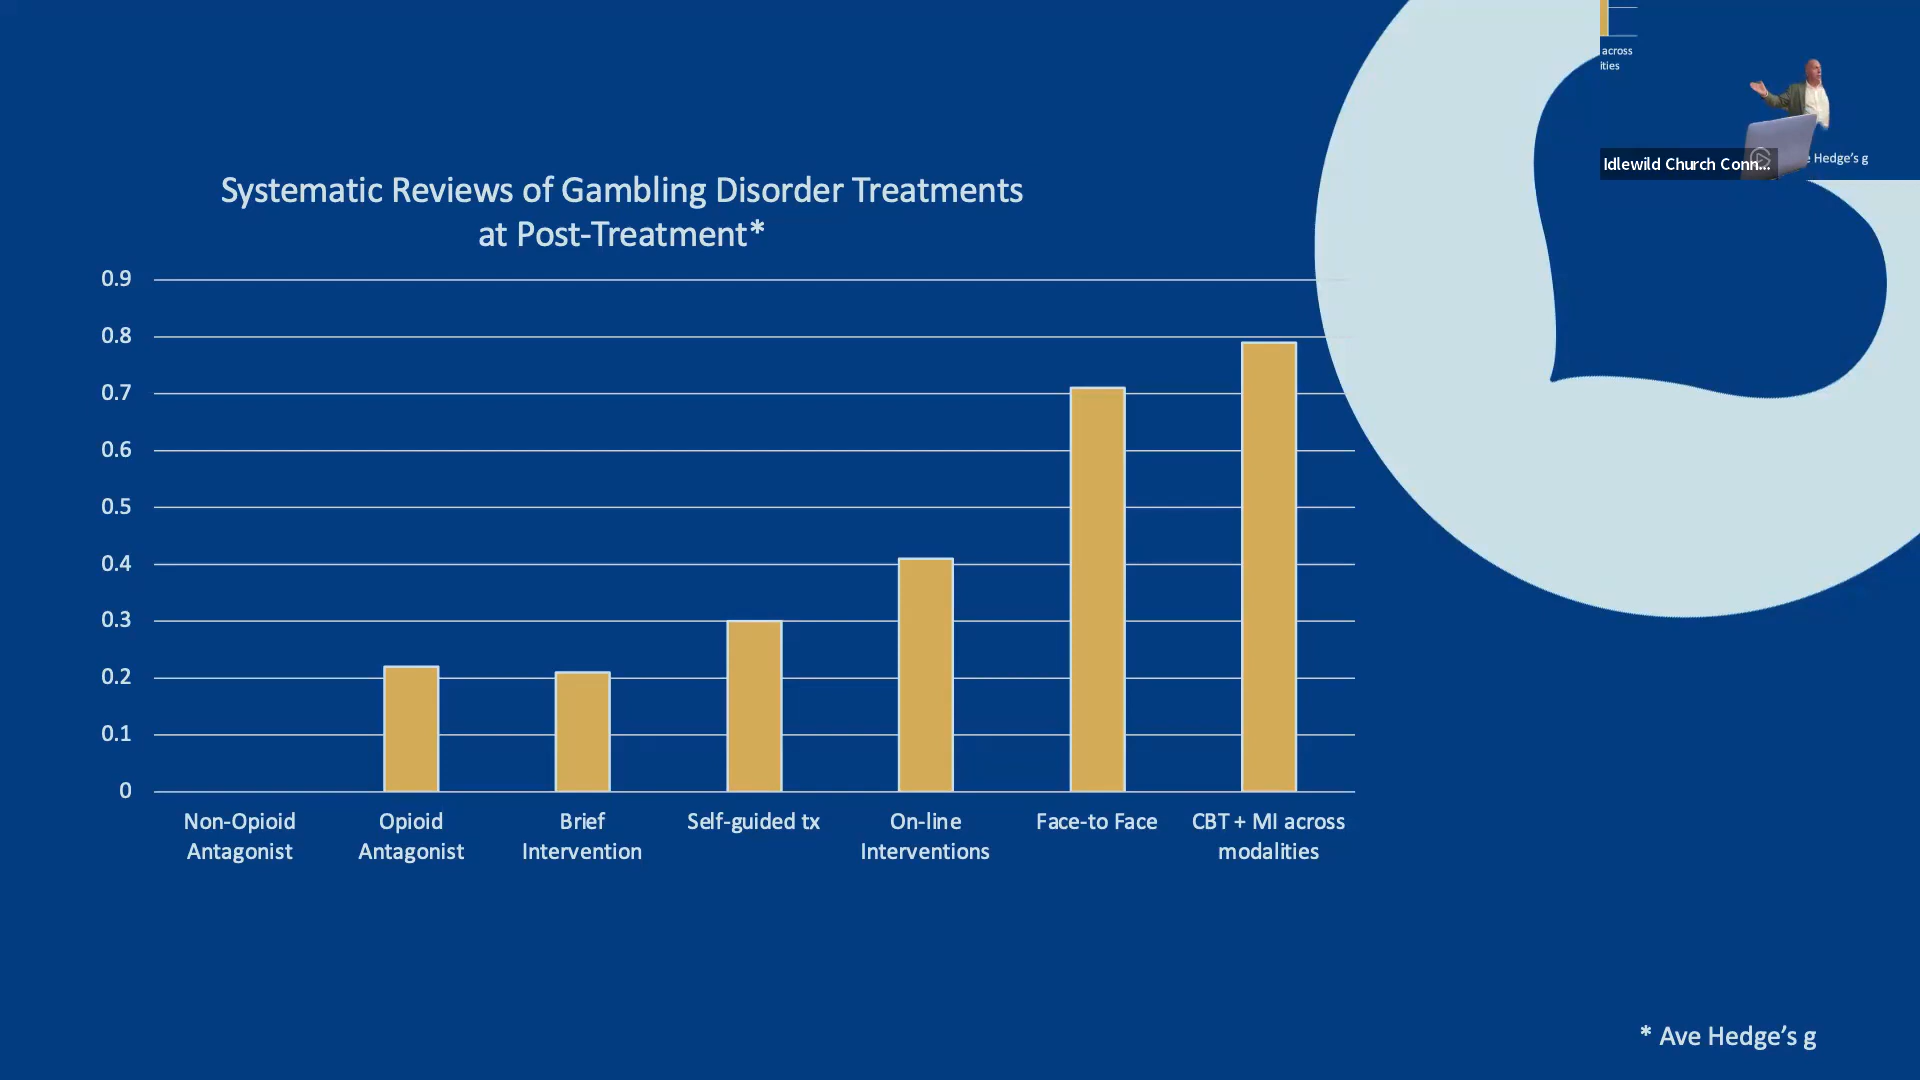 across
ities
Idlewild Church Conn...
Hedge's g
Systematic Reviews of Gambling Disorder Treatments
at Post-Treatment*
0.9
0.8
0.7
0.6
0.5
0.4
0.3
0.2
0.1
0
Non-Opioid
Antagonist
Opioid
Antagonist
Brief
Intervention
Self-guided tx
On-line
Interventions
Face-to Face
CBT + MI across
modalities
* Ave Hedge's g